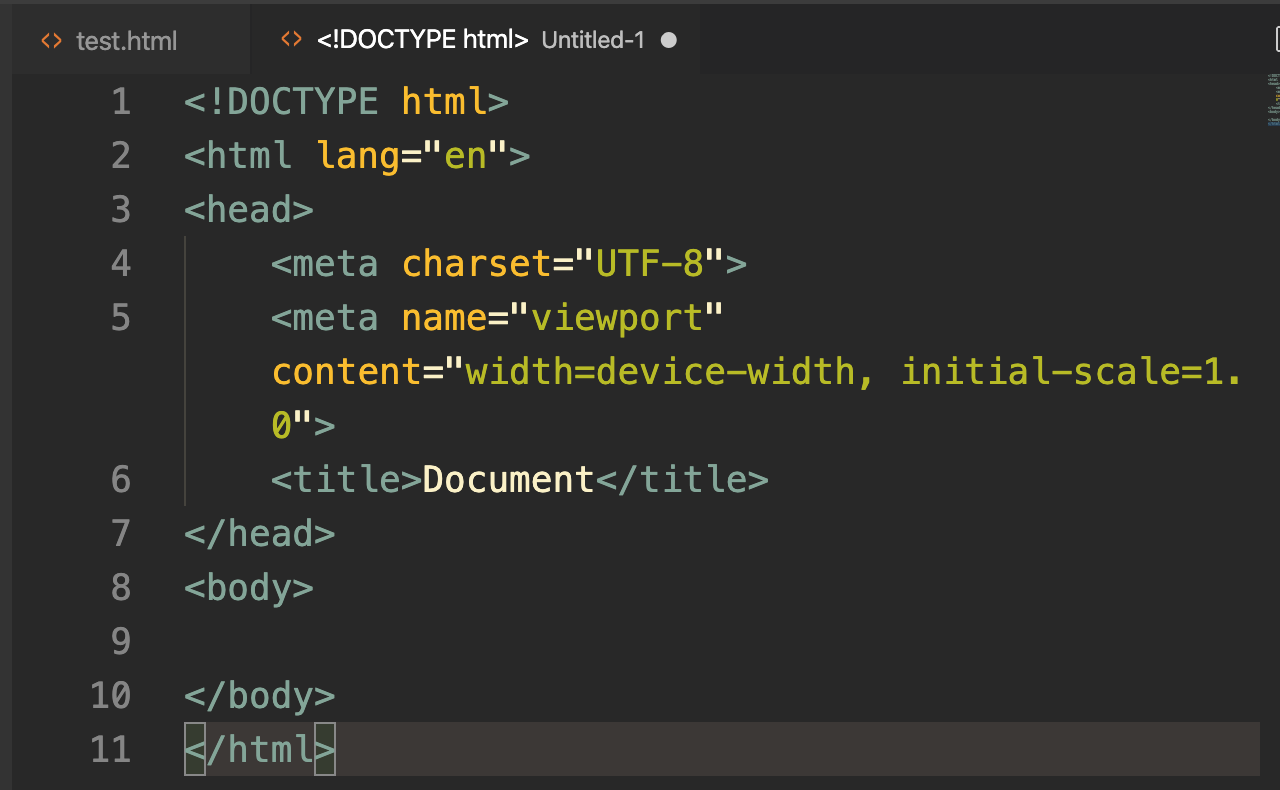 test.html
<!DOCTYPE html> Untitled-1
1 <!DOCTYPE html>
2 <html lang="en">
3 <head>
4     <meta charset="UTF-8">
5     <meta name="viewport"
    content="width=device-width, initial-scale=1.
    0">
6     <title>Document</title>
7 </head>
8 <body>
9
10 </body>
11 </html>